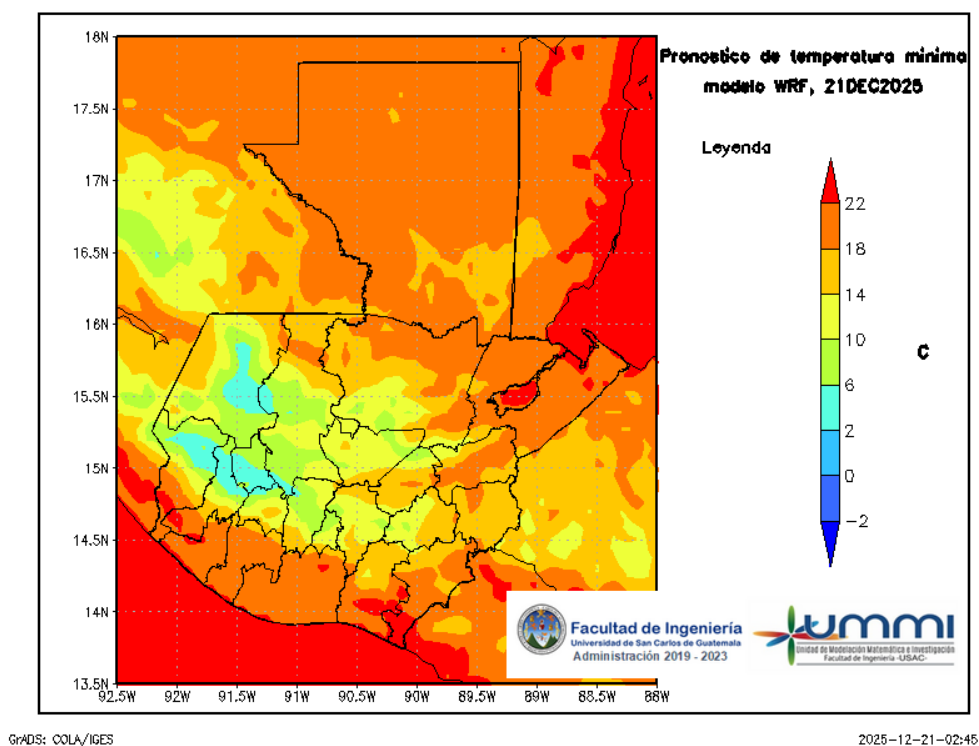 Pronostico de temperatura minima
modelo WRF, 21DEC2025
Leyenda
22
18
14
10
6
2
0
−2
C
18N
17.5N
17N
16.5N
16N
15.5N
15N
14.5N
14N
13.5N
92.5W
92W
91.5W
91W
90.5W
90W
89.5W
89W
88.5W
88W
Facultad de Ingeniería
Universidad de San Carlos de Guatemala
Administración 2019 - 2023
ummi
Unidad de Modelación Matemática e Investigación
Facultad de Ingeniería -USAC-
GrADS: COLA/IGES
2025-12-21-02:45